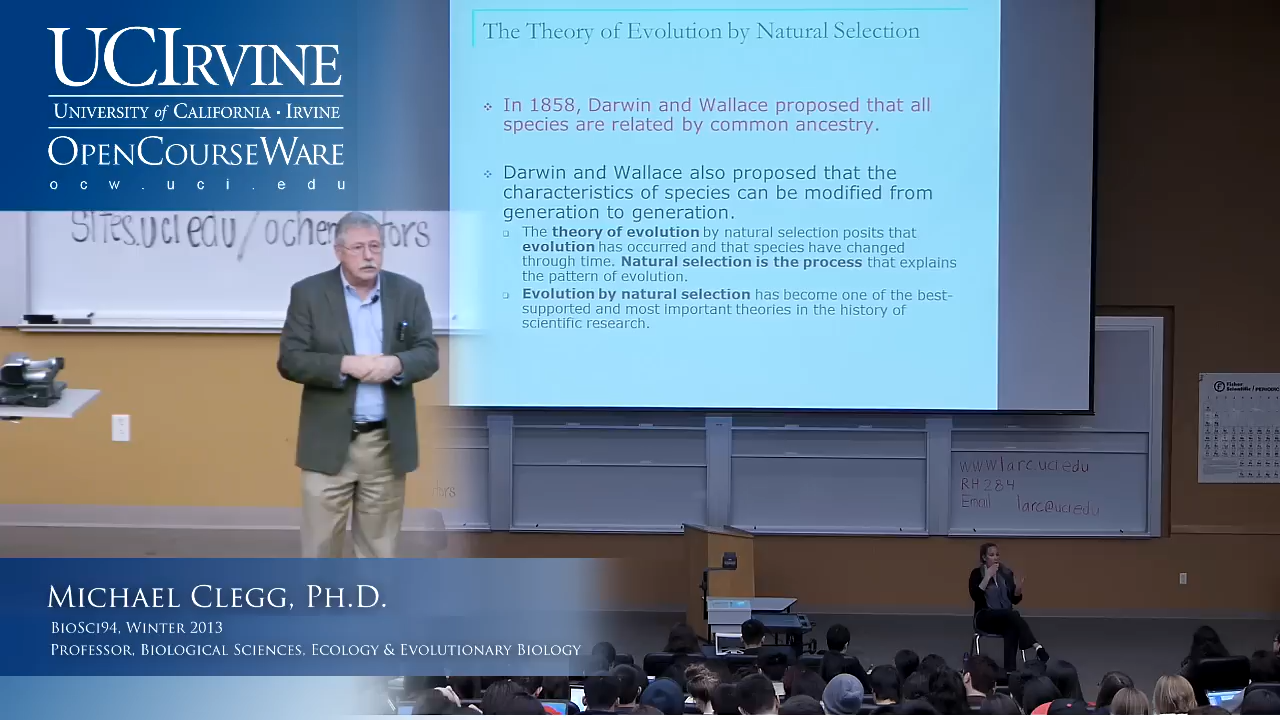 UCIRVINE
UNIVERSITY of CALIFORNIA · IRVINE
OPENCOURSEWARE
ocw.uci.edu
The Theory of Evolution by Natural Selection
In 1858, Darwin and Wallace proposed that all
species are related by common ancestry.
Darwin and Wallace also proposed that the
characteristics of species can be modified from
generation to generation.
The theory of evolution by natural selection posits that
evolution has occurred and that species have changed
through time. Natural selection is the process that explains
the pattern of evolution.
Evolution by natural selection has become one of the best-
supported and most important theories in the history of
scientific research.
sites.uci.edu/ochem
tors
Fisher
Scientific / PERIODIC
www.larc.uci.edu
RH 284
Email larc@uci.edu
MICHAEL CLEGG, PH.D.
BIOSCI94, WINTER 2013
PROFESSOR, BIOLOGICAL SCIENCES, ECOLOGY & EVOLUTIONARY BIOLOGY